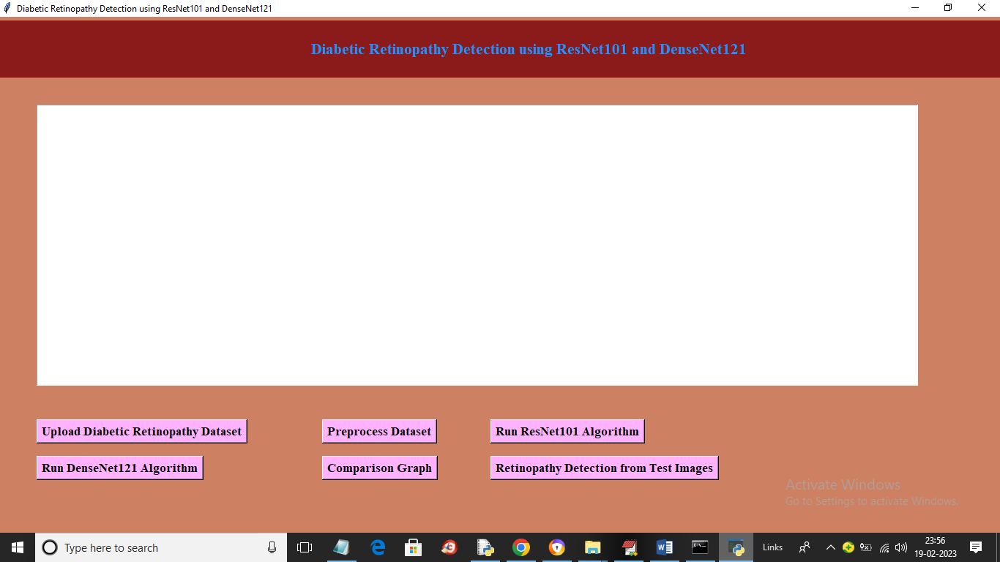 Diabetic Retinopathy Detection using ResNet101 and DenseNet121
Diabetic Retinopathy Detection using ResNet101 and DenseNet121
Upload Diabetic Retinopathy Dataset
Preprocess Dataset
Run ResNet101 Algorithm
Run DenseNet121 Algorithm
Comparison Graph
Retinopathy Detection from Test Images
Activate Windows
Go to Settings to activate Windows.
Type here to search
Links
23:56
19-02-2023